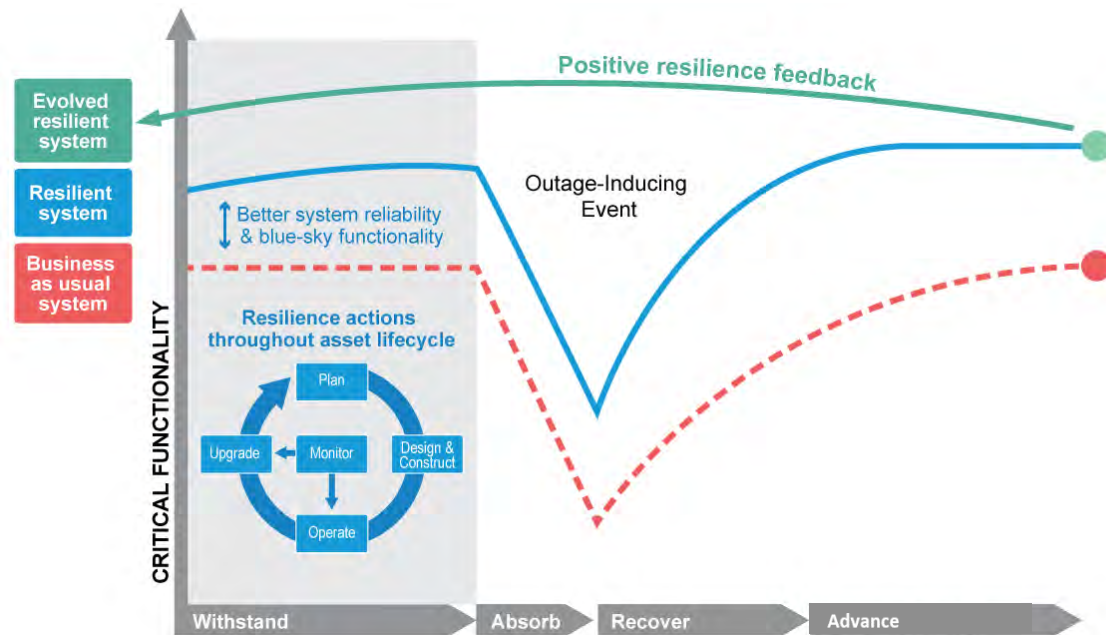 Positive resilience feedback
Evolved
resilient
system
Resilient
system
Business
as usual
system
CRITICAL FUNCTIONALITY
Outage-Inducing
Event
Better system reliability
& blue-sky functionality
Resilience actions
throughout asset lifecycle
Plan
Upgrade
Monitor
Design &
Construct
Operate
Withstand
Absorb
Recover
Advance